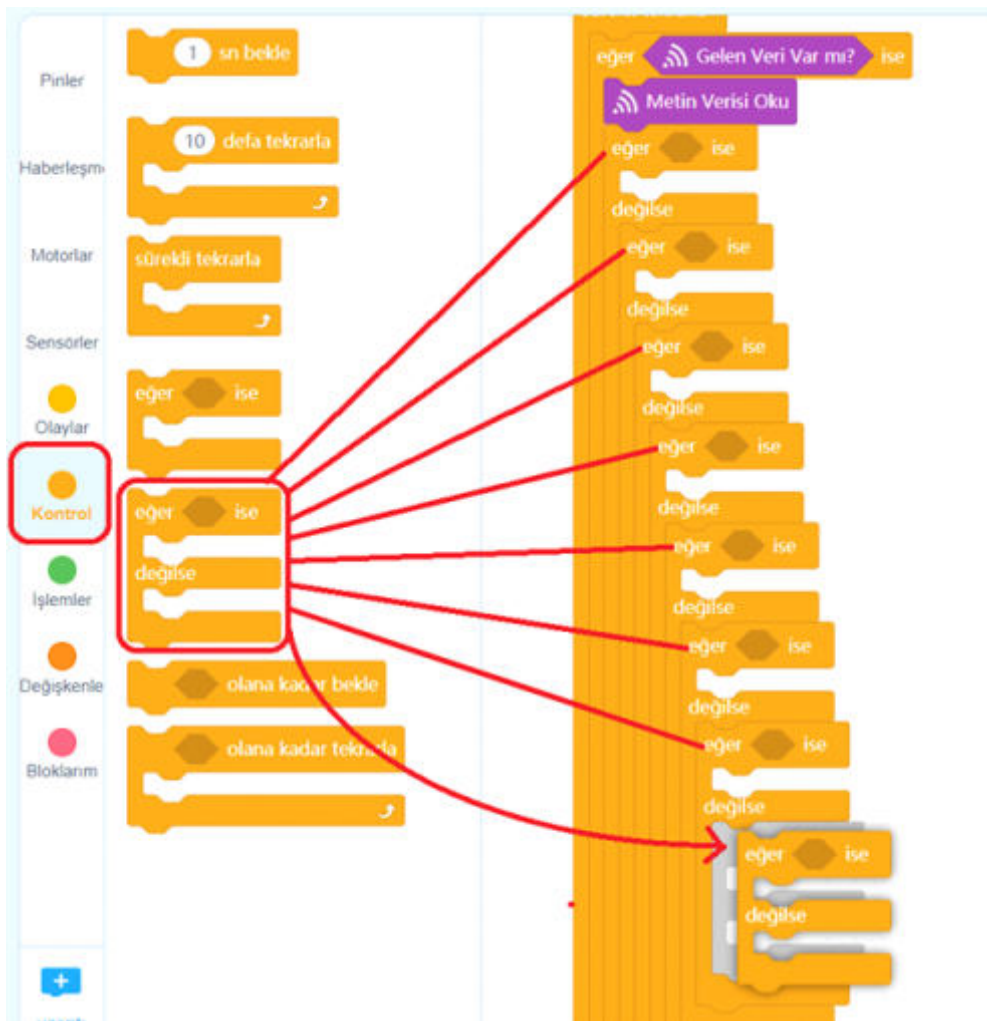 Pinler
Haberleşm
Motorlar
Sensörler
Olaylar
Kontrol
İşlemler
Değişkenle
Bloklarım
1 sn bekle
10 defa tekrarla
sürekli tekrarla
eğer ise
eğer ise
değilse
olana kadar bekle
olana kadar tekrarla
eğer Gelen Veri Var mı? ise
Metin Verisi Oku
eğer ise
değilse
eğer ise
değilse
eğer ise
değilse
eğer ise
değilse
eğer ise
değilse
eğer ise
değilse
eğer ise
değilse
eğer ise
değilse